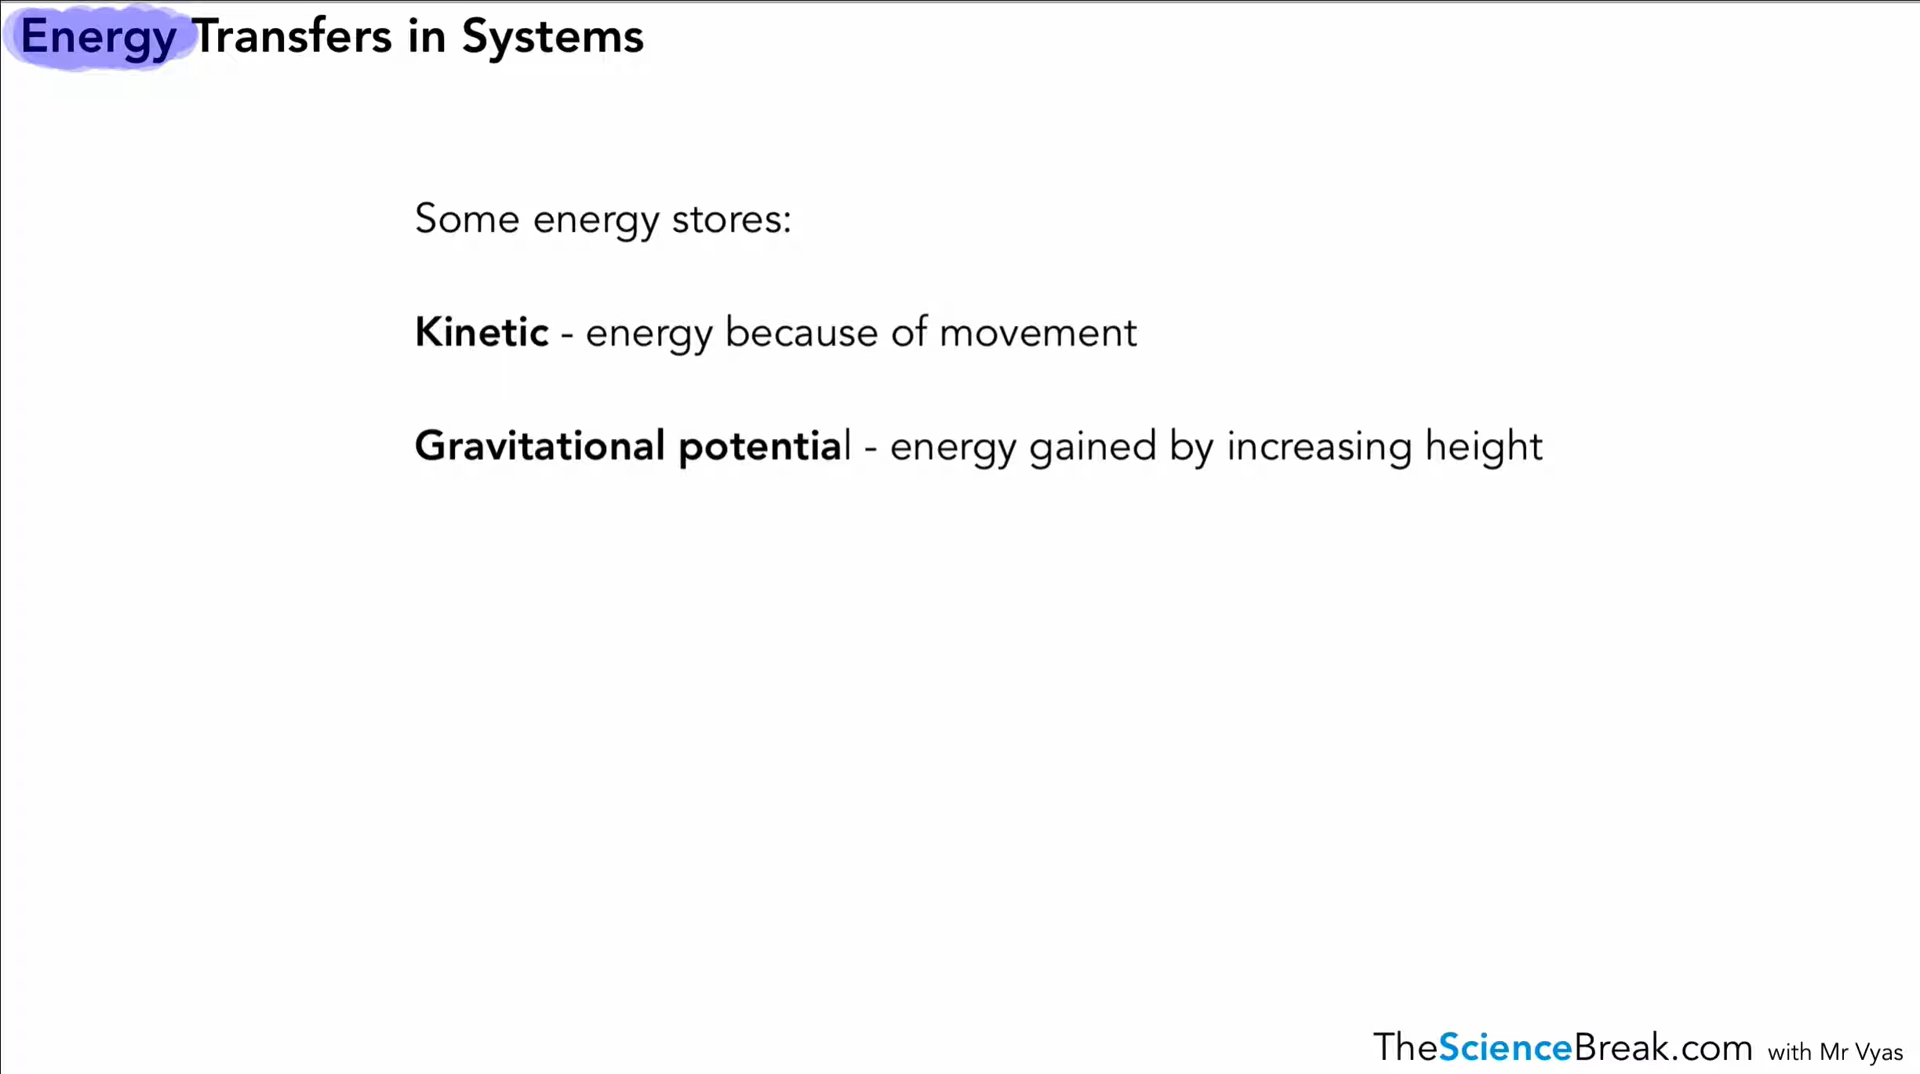 Energy Transfers in Systems
Some energy stores:
Kinetic - energy because of movement
Gravitational potential - energy gained by increasing height
TheScienceBreak.com with Mr Vyas